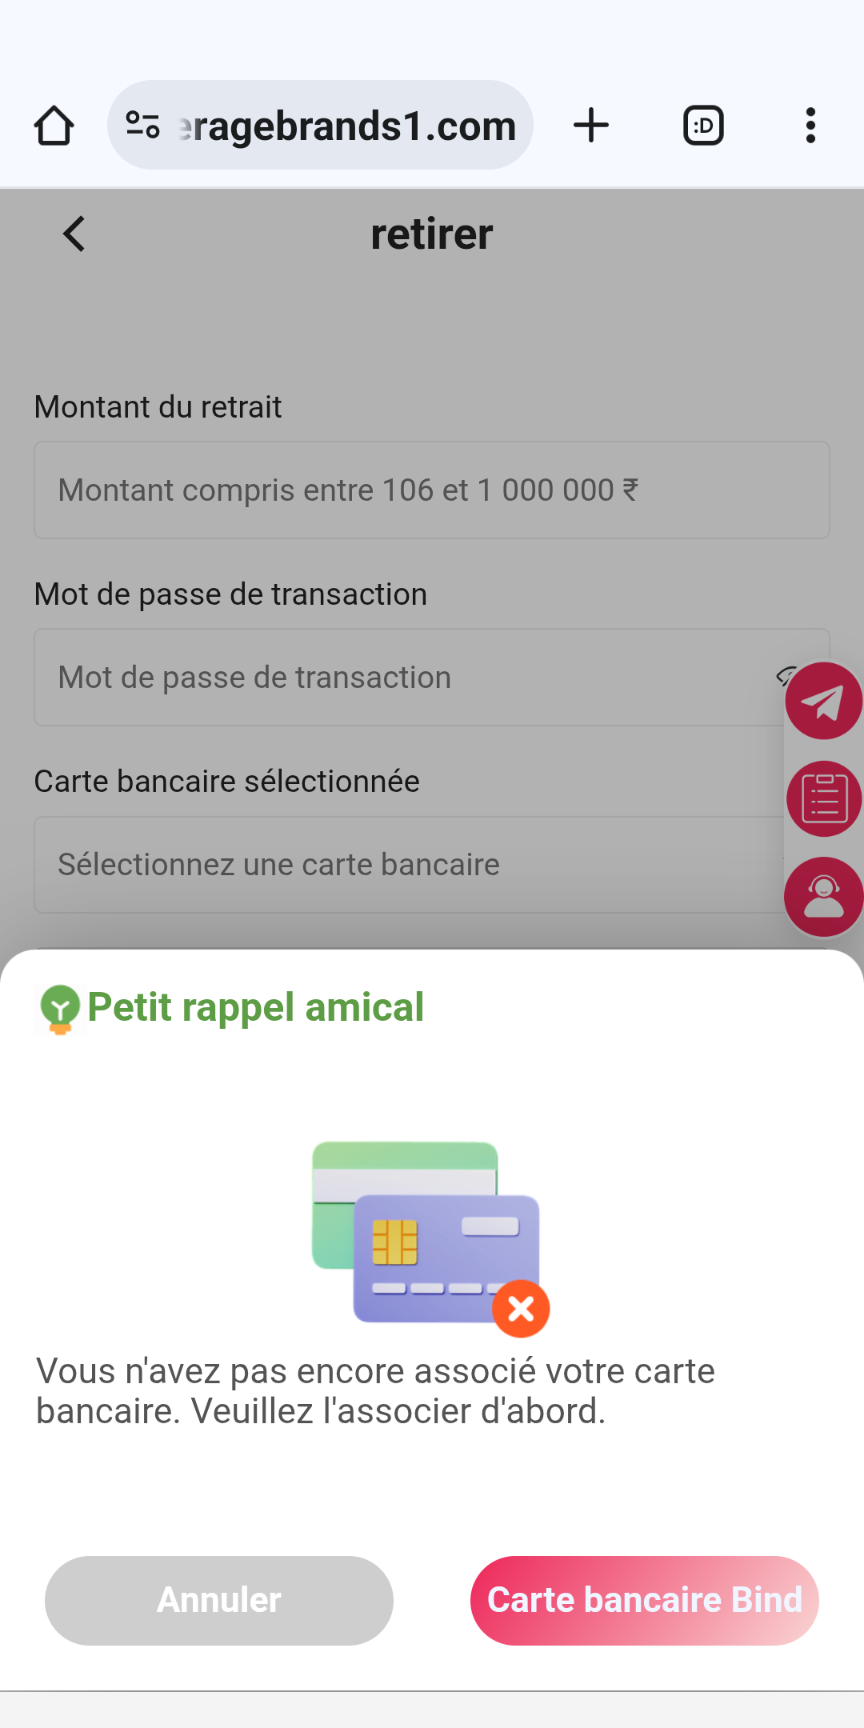 eragebrands1.com
:D
retirer
Montant du retrait
Montant compris entre 106 et 1 000 000 ₹
Mot de passe de transaction
Mot de passe de transaction
Carte bancaire sélectionnée
Sélectionnez une carte bancaire
Petit rappel amical
Vous n'avez pas encore associé votre carte
bancaire. Veuillez l'associer d'abord.
Annuler
Carte bancaire Bind